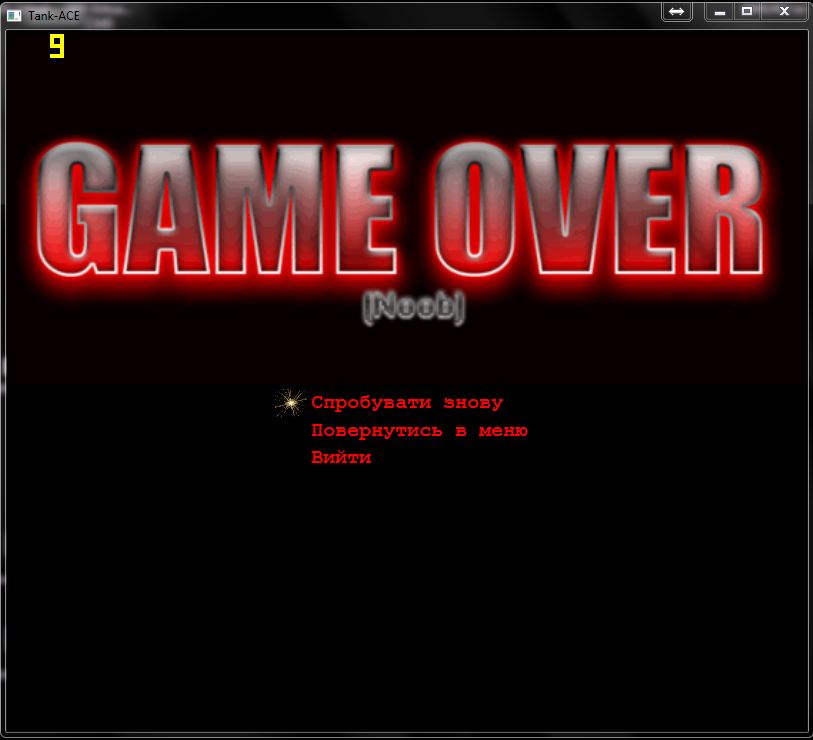 Tank-ACE
9
GAME OVER
[Noob]
Спробувати знову
Повернутись в меню
Вийти